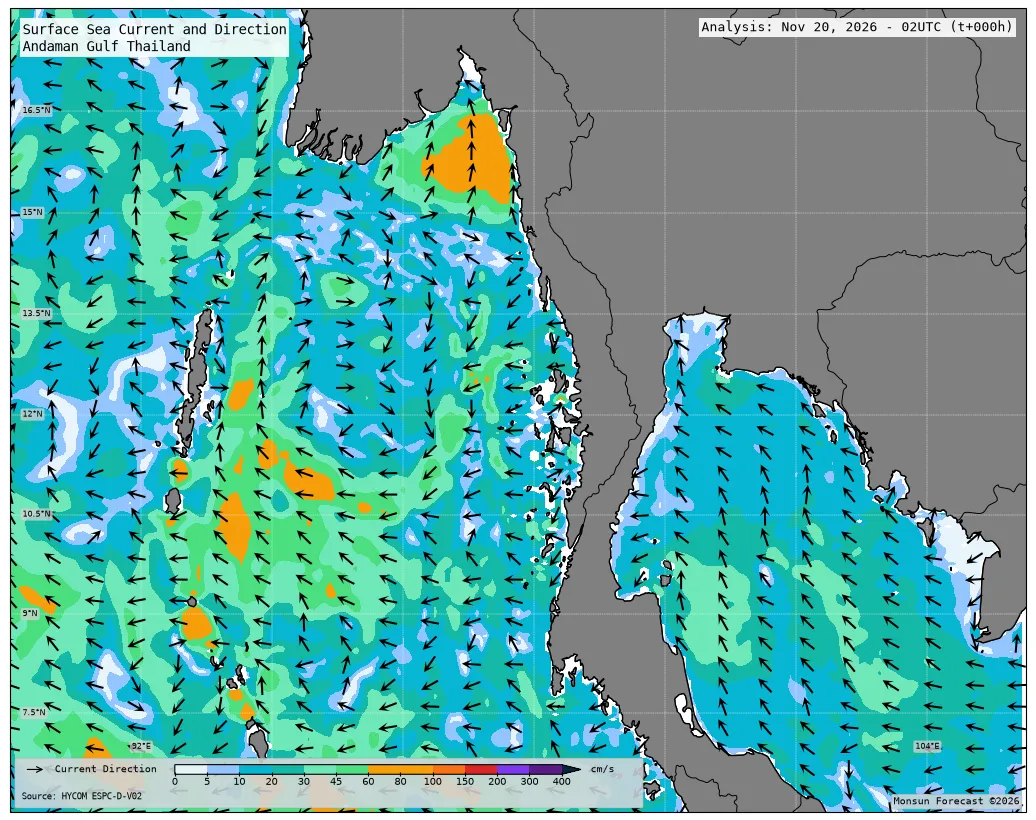 Surface Sea Current and Direction
Andaman Gulf Thailand
Analysis: Nov 20, 2026 - 02UTC (t+000h)
16.5°N
15°N
13.5°N
12°N
10.5°N
9°N
7.5°N
92°E
104°E
Current Direction
0 5 10 20 30 45 60 80 100 150 200 300 400 cm/s
Source: HYCOM ESPC-D-V02
Monsun Forecast ©2026